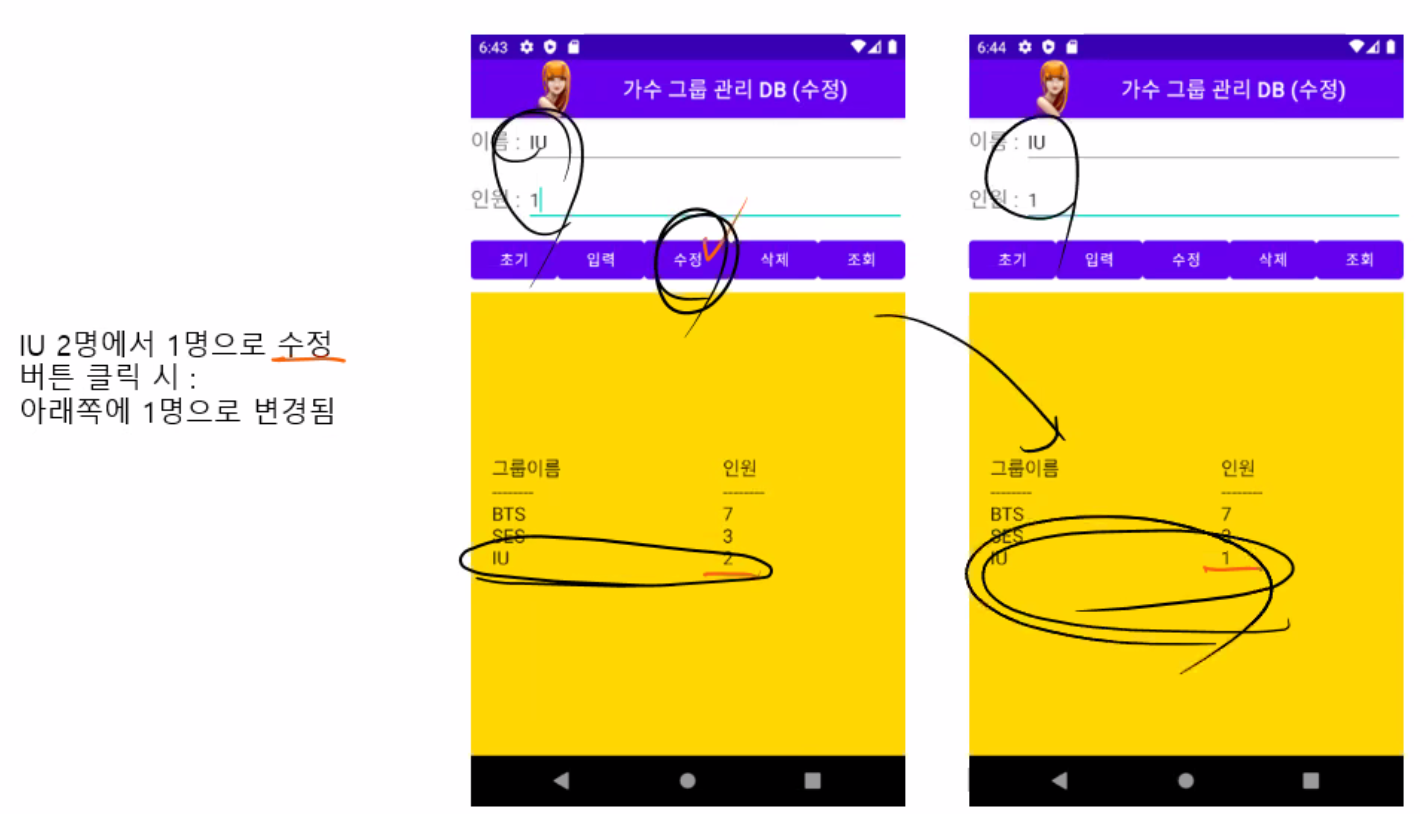 IU 2명에서 1명으로 수정
버튼 클릭 시 :
아래쪽에 1명으로 변경됨
6:43
가수 그룹 관리 DB (수정)
이름 : IU
인원 : 1
초기 입력 수정 삭제 조회
그룹이름 인원
-------- --------
BTS 7
SES 3
IU 2
6:44
가수 그룹 관리 DB (수정)
이름 : IU
인원 : 1
초기 입력 수정 삭제 조회
그룹이름 인원
-------- --------
BTS 7
SES 3
IU 1